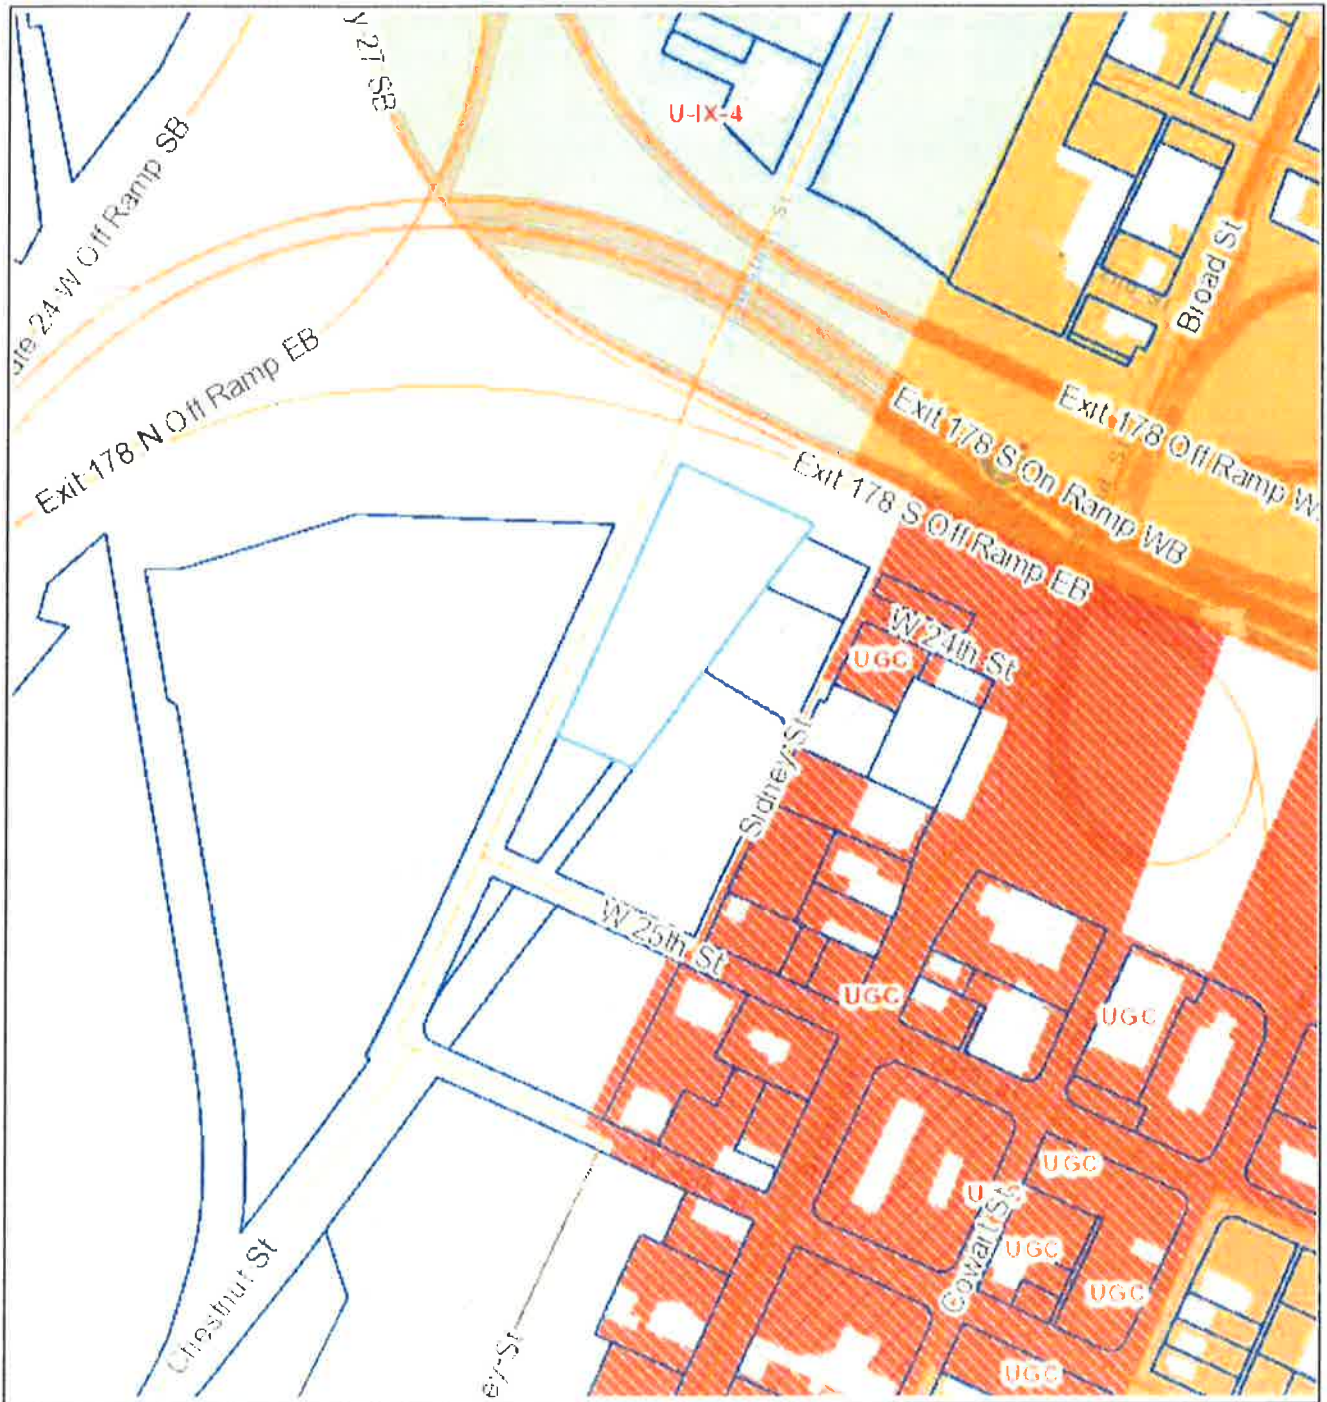 y 27 SB
U-IX-4
ate 24 W Off Ramp SB
Broad St
Exit 178 N Off Ramp EB
Exit 178 Off Ramp W
Exit 178 S On Ramp WB
Exit 178 S Off Ramp EB
W 24th St
UGC
Sidney St
W 25th St
UGC
UGC
UGC
Cowart St
UGC
UGC
UGC
Chestnut St
ey St